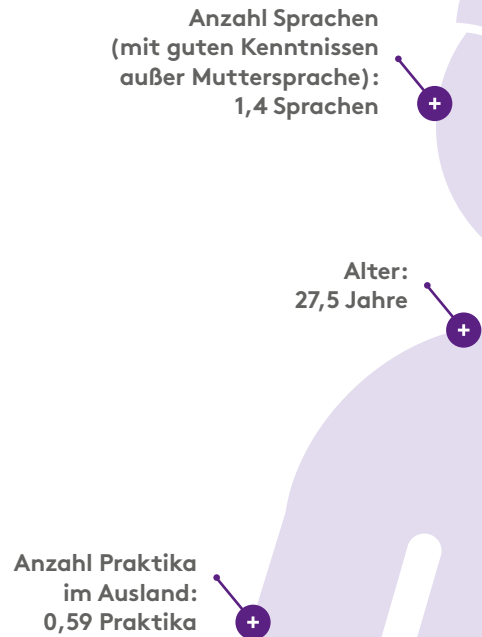 Anzahl Sprachen
(mit guten Kenntnissen
außer Muttersprache):
1,4 Sprachen
Alter:
27,5 Jahre
Anzahl Praktika
im Ausland:
0,59 Praktika